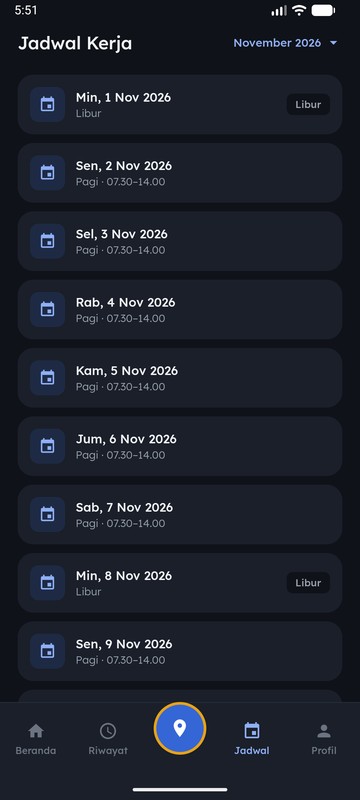 5:51
Jadwal Kerja
November 2026
Min, 1 Nov 2026
Libur
Libur
Sen, 2 Nov 2026
Pagi · 07.30–14.00
Sel, 3 Nov 2026
Pagi · 07.30–14.00
Rab, 4 Nov 2026
Pagi · 07.30–14.00
Kam, 5 Nov 2026
Pagi · 07.30–14.00
Jum, 6 Nov 2026
Pagi · 07.30–14.00
Sab, 7 Nov 2026
Pagi · 07.30–14.00
Min, 8 Nov 2026
Libur
Libur
Sen, 9 Nov 2026
Pagi · 07.30–14.00
Beranda
Riwayat
Jadwal
Profil